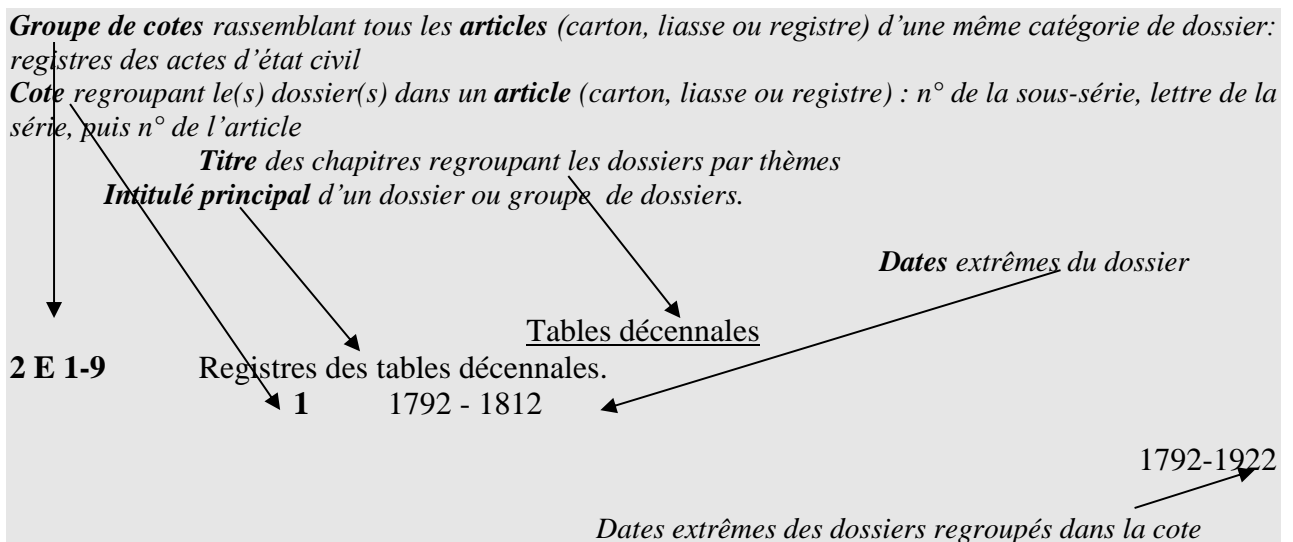 Groupe de cotes rassemblant tous les articles (carton, liasse ou registre) d’une même catégorie de dossier:
registres des actes d’état civil
Cote regroupant le(s) dossier(s) dans un article (carton, liasse ou registre) : n° de la sous-série, lettre de la
série, puis n° de l’article
Titre des chapitres regroupant les dossiers par thèmes
Intitulé principal d’un dossier ou groupe de dossiers.
Dates extrêmes du dossier
Tables décennales
2 E 1-9 Registres des tables décennales.
1 1792 - 1812
1792-1922
Dates extrêmes des dossiers regroupés dans la cote